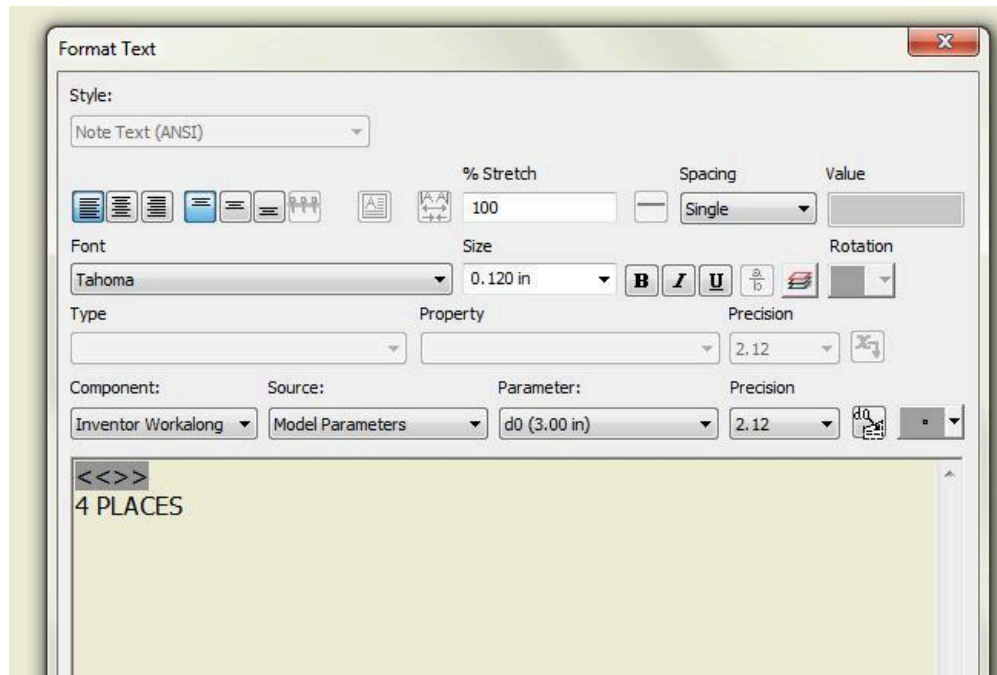 Format Text
Style:
Note Text (ANSI)
% Stretch Spacing Value
100 Single
Font Size Rotation
Tahoma 0.120 in B I U a/b
Type Property Precision
2.12
Component: Source: Parameter: Precision
Inventor Workalong Model Parameters d0 (3.00 in) 2.12
<<>>
4 PLACES